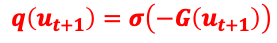 q(u_{t+1}) = σ(−G(u_{t+1}))